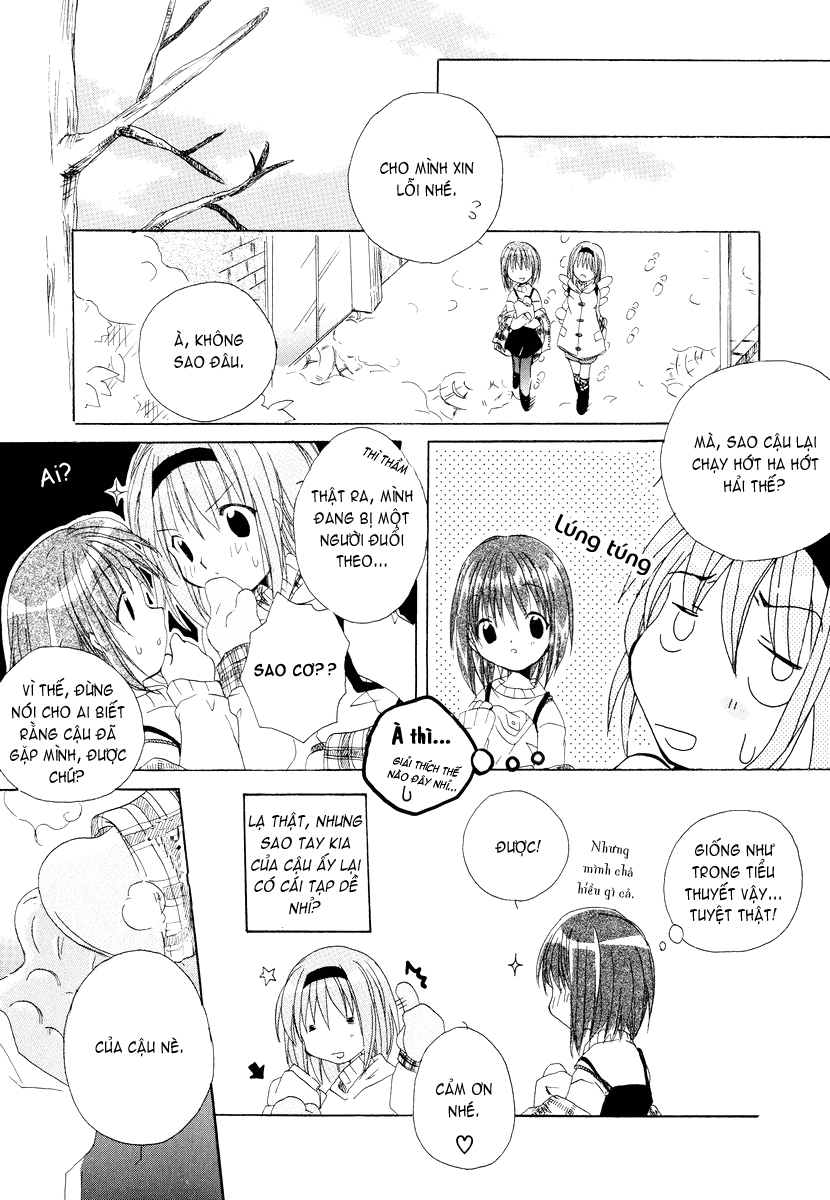 CHO MÌNH XIN
LỖI NHÉ.
À, KHÔNG
SAO ĐÂU.
MÀ, SAO CẬU LẠI
CHẠY HỚT HA HỚT
HẢI THẾ?
Lúng túng
À thì...
GIẢI THÍCH THẾ
NÀO ĐÂY NHỈ...
THÌ THẦM
THẬT RA, MÌNH
ĐANG BỊ MỘT
NGƯỜI ĐUỔI
THEO...
SAO CƠ??
Ai?
VÌ THẾ, ĐỪNG
NÓI CHO AI BIẾT
RẰNG CẬU ĐÃ
GẶP MÌNH, ĐƯỢC
CHỨ?
GIỐNG NHƯ
TRONG TIỂU
THUYẾT VẬY...
TUYỆT THẬT!
ĐƯỢC!
Nhưng
mình chả
hiểu gì cả.
LẠ THẬT, NHƯNG
SAO TAY KIA
CỦA CẬU ẤY LẠI
CÓ CÁI TẠP DỀ
NHỈ?
CẢM ƠN
NHÉ.
♡
CỦA CẬU NÈ.